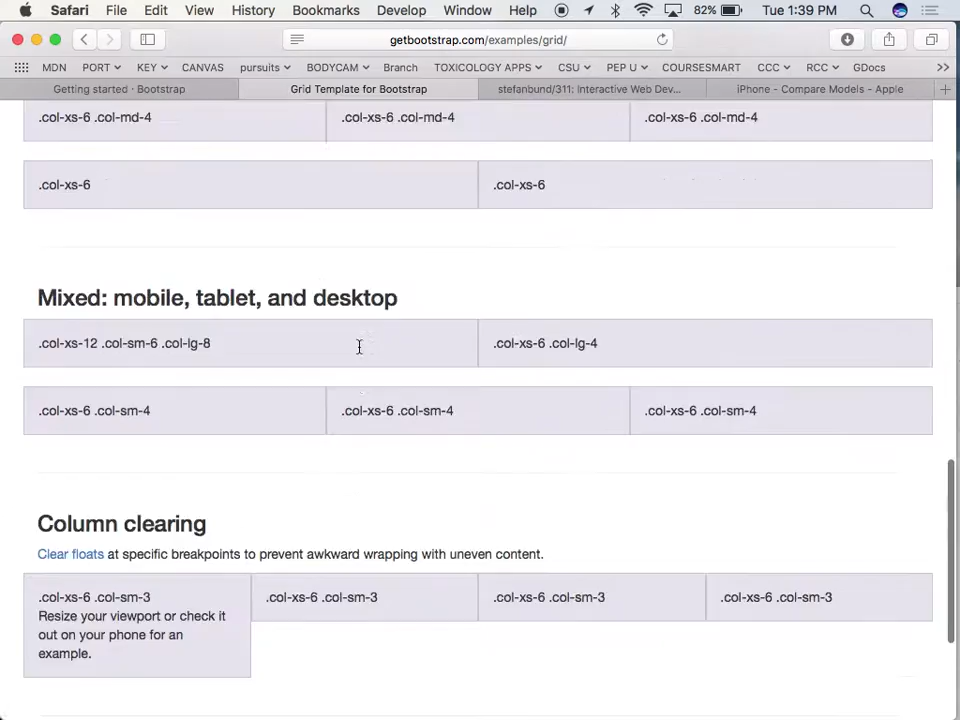 Safari File Edit View History Bookmarks Develop Window Help 82% Tue 1:39 PM
getbootstrap.com/examples/grid/
MDN PORT KEY CANVAS pursuits BODYCAM Branch TOXICOLOGY APPS CSU PEP U COURSESMART CCC RCC GDocs
Getting started · Bootstrap Grid Template for Bootstrap stefanbund/311: Interactive Web Dev... iPhone - Compare Models - Apple
.col-xs-6 .col-md-4 .col-xs-6 .col-md-4 .col-xs-6 .col-md-4
.col-xs-6 .col-xs-6
Mixed: mobile, tablet, and desktop
.col-xs-12 .col-sm-6 .col-lg-8 .col-xs-6 .col-lg-4
.col-xs-6 .col-sm-4 .col-xs-6 .col-sm-4 .col-xs-6 .col-sm-4
Column clearing
Clear floats at specific breakpoints to prevent awkward wrapping with uneven content.
.col-xs-6 .col-sm-3 .col-xs-6 .col-sm-3 .col-xs-6 .col-sm-3 .col-xs-6 .col-sm-3
Resize your viewport or check it
out on your phone for an
example.